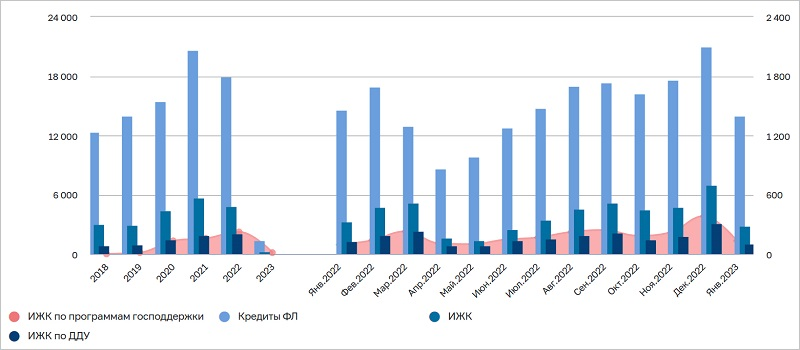 24 000
18 000
12 000
6 000
0
2 400
1 800
1 200
600
0
2018
2019
2020
2021
2022
2023
Янв.2022
Фев.2022
Мар.2022
Апр.2022
Май.2022
Июн.2022
Июл.2022
Авг.2022
Сен.2022
Окт.2022
Ноя.2022
Дек.2022
Янв.2023
ИЖК по программам господдержки
Кредиты ФЛ
ИЖК
ИЖК по ДДУ